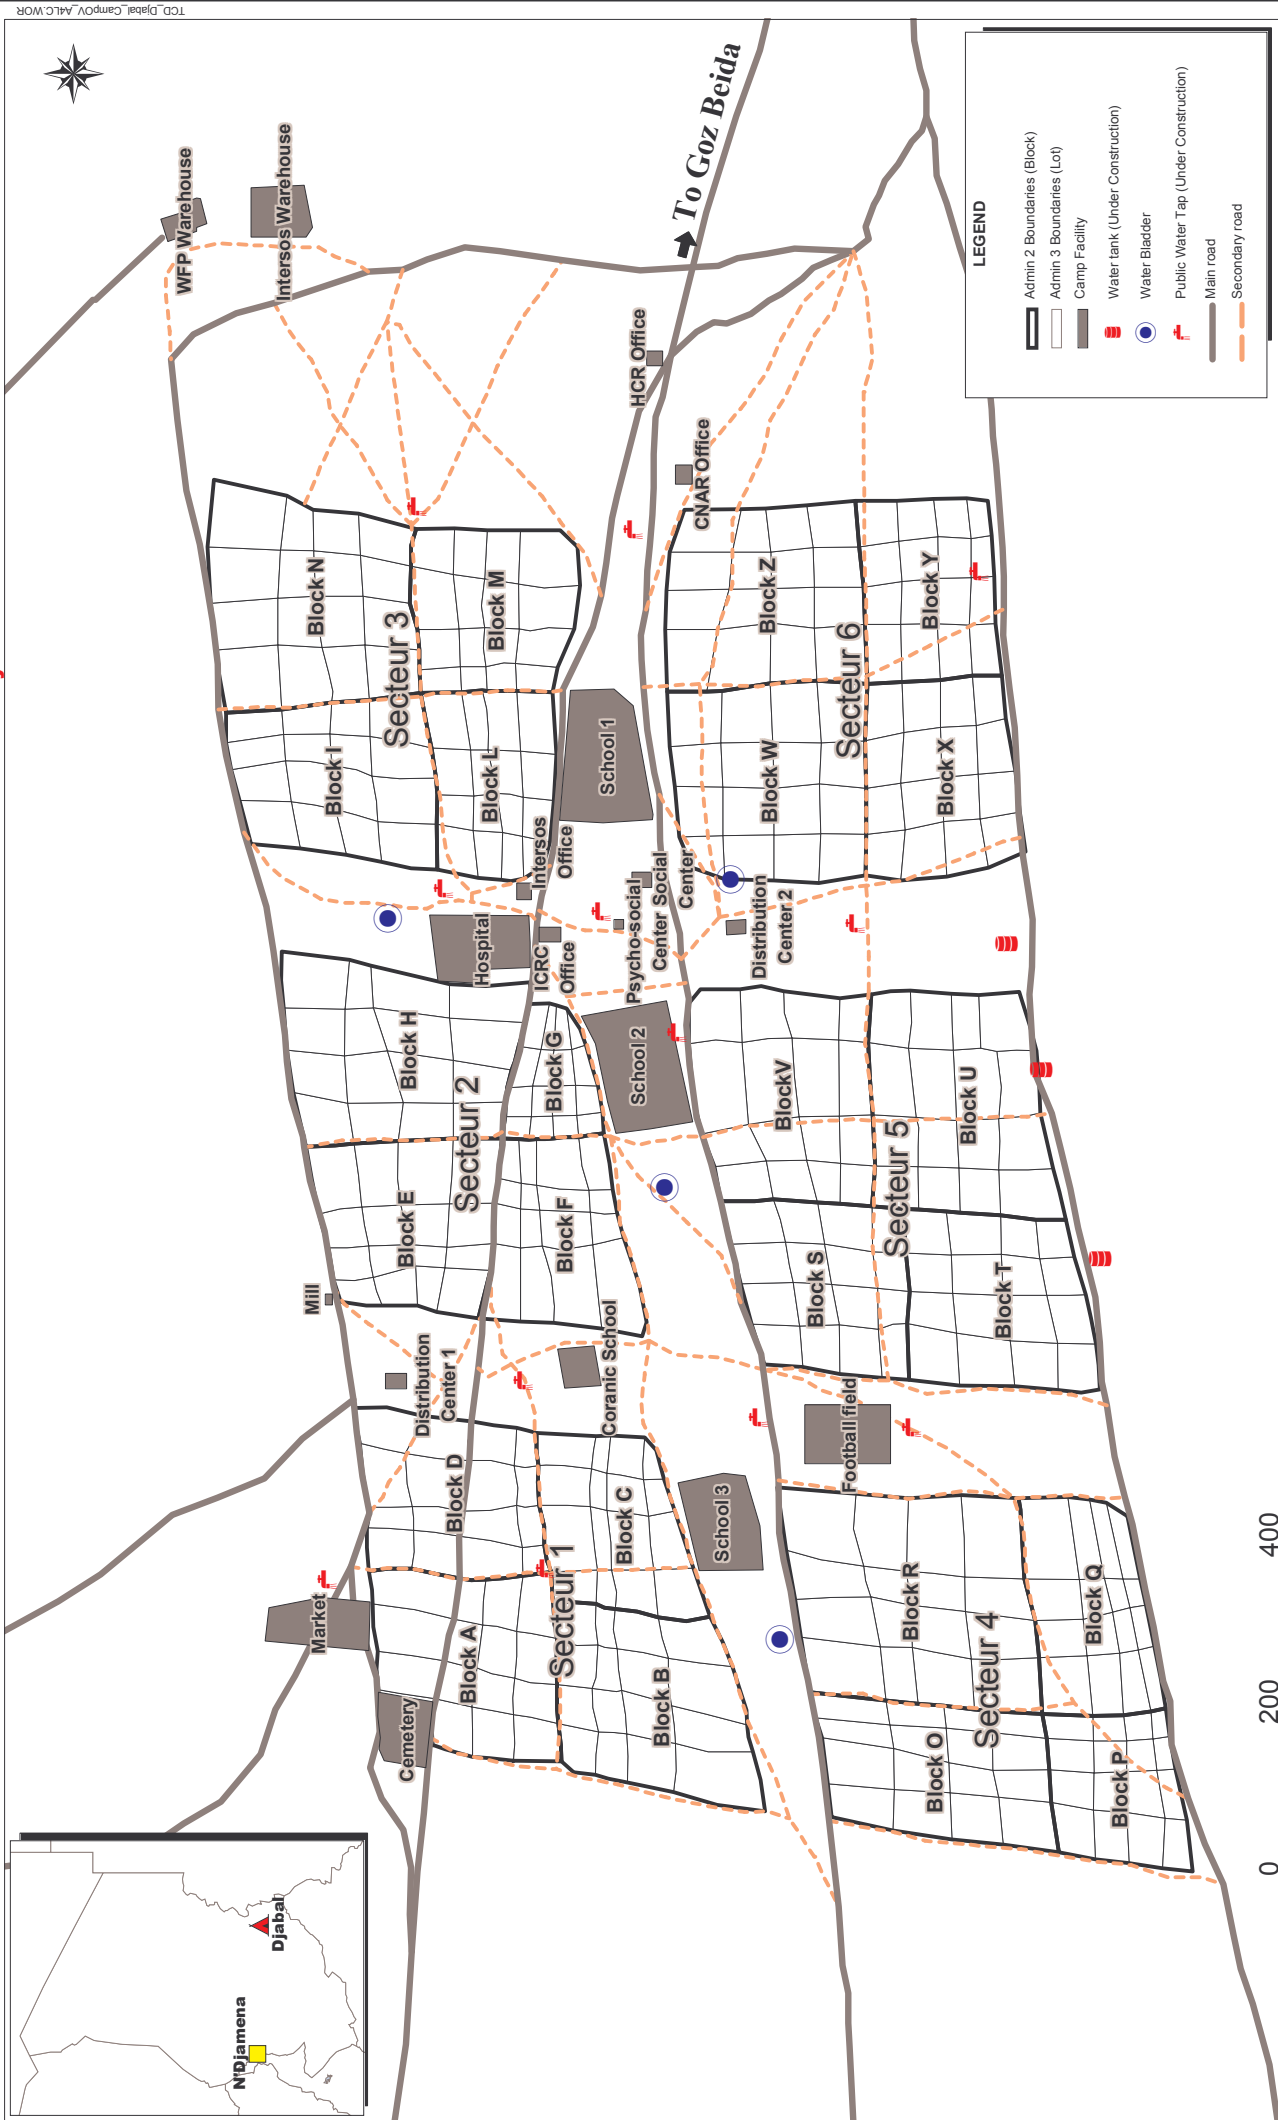 TCD_Djabal_CampOV_A4LC.WOR
WFP Warehouse
Intersos Warehouse
To Goz Beida
HCR Office
CNAR Office
Block N
Block M
Secteur 3
Block I
Block L
School 1
Intersos
Office
Hospital
ICRC
Office
Psycho-social
Center Social
Center
Distribution
Center 2
Block Z
Block Y
Secteur 6
Block W
Block X
Block H
Block G
Secteur 2
Block E
Block F
School 2
BlockV
Block U
Secteur 5
Block S
Block T
Mill
Distribution
Center 1
Coranic School
Football field
Block D
Block C
Secteur 1
Block A
Block B
School 3
Market
Cemetery
Block R
Block Q
Secteur 4
Block O
Block P
N'Djamena
Djabal
0
200
400
LEGEND
Admin 2 Boundaries (Block)
Admin 3 Boundaries (Lot)
Camp Facility
Water tank (Under Construction)
Water Bladder
Public Water Tap (Under Construction)
Main road
Secondary road